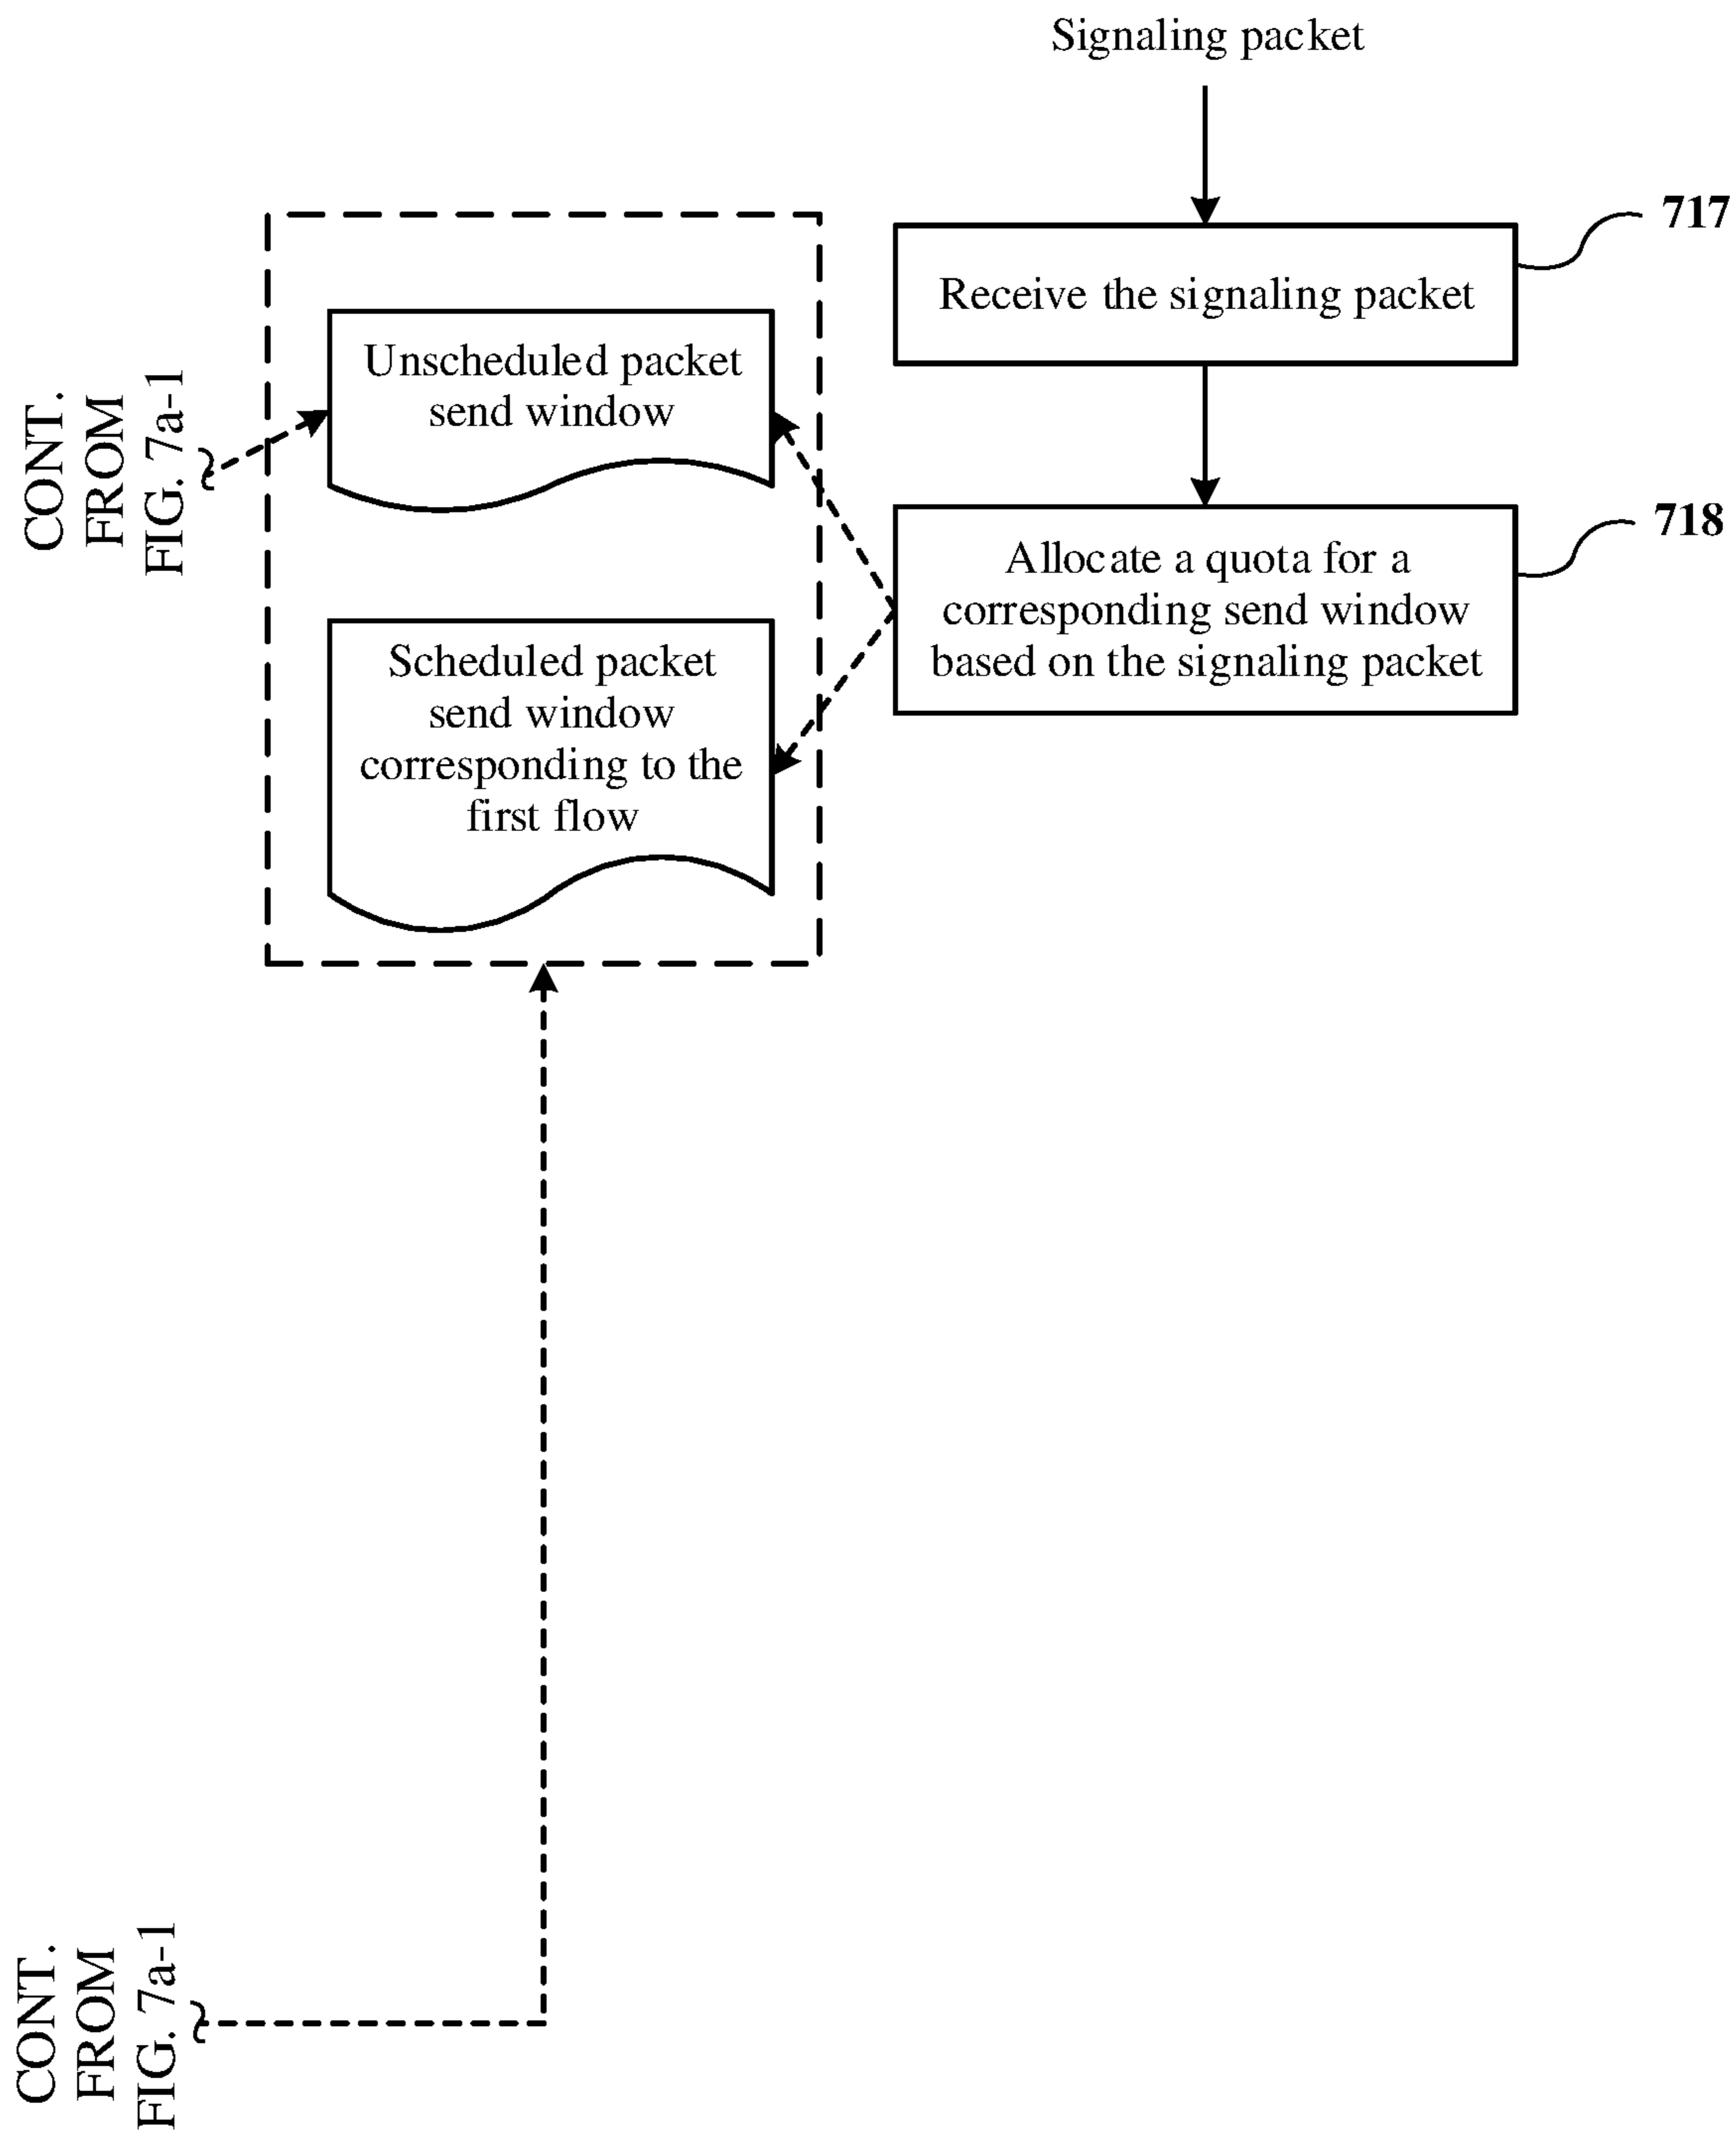 Signaling packet
717
Receive the signaling packet
Unscheduled packet
send window
CONT.
FROM
FIG. 7a-1
718
Allocate a quota for a
corresponding send window
based on the signaling packet
Scheduled packet
send window
corresponding to the
first flow
CONT.
FROM
FIG. 7a-1